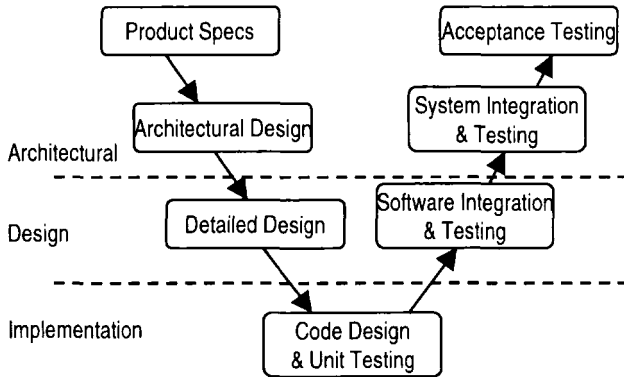 Product Specs
Acceptance Testing
Architectural Design
System Integration
& Testing
Architectural
Detailed Design
Software Integration
& Testing
Design
Implementation
Code Design
& Unit Testing